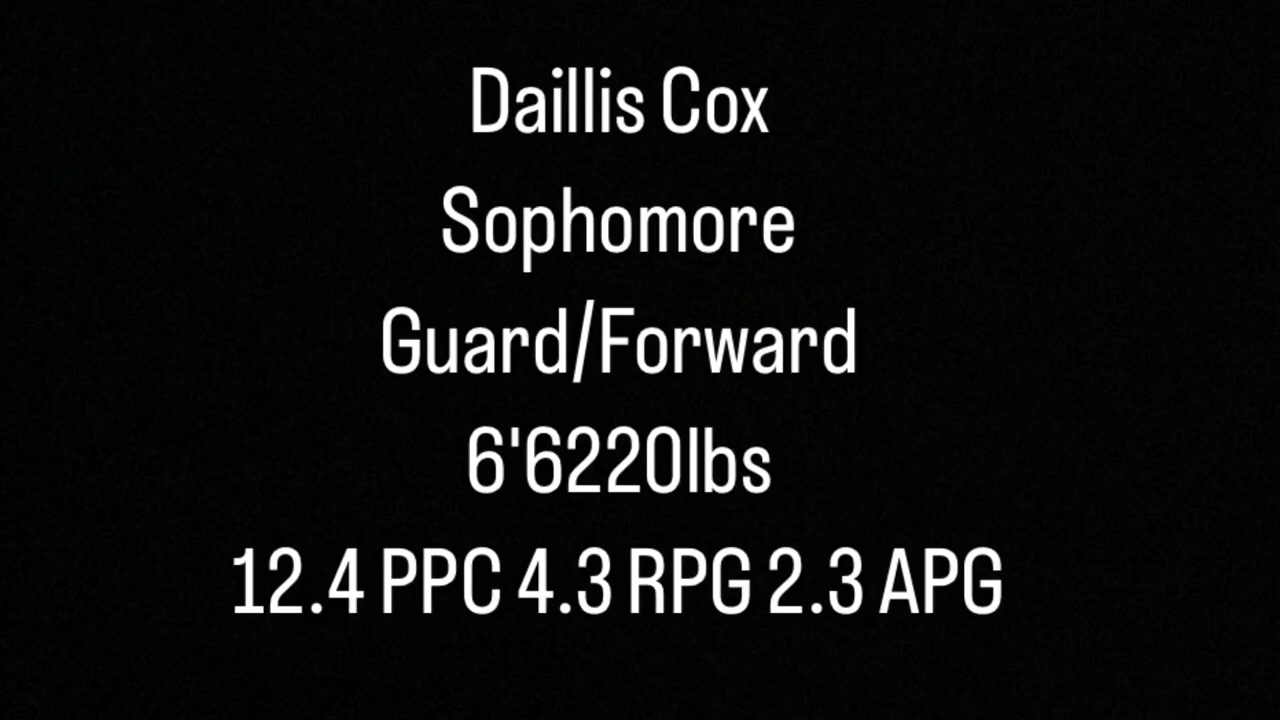 Daillis Cox
Sophomore
Guard/Forward
6'6220lbs
12.4 PPC 4.3 RPG 2.3 APG